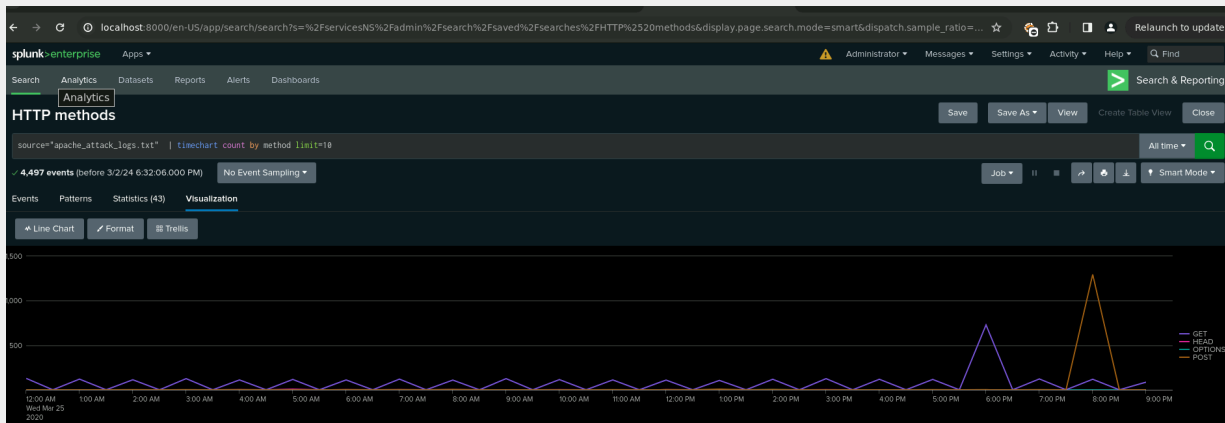 localhost:8000/en-US/app/search/search?s=%2FservicesNS%2Fadmin%2Fsearch%2Fsaved%2Fsearches%2FHTTP%2520methods&display.page.search.mode=smart&dispatch.sample_ratio=... Relaunch to update
splunk>enterprise Apps Administrator Messages Settings Activity Help Find
Search Analytics Datasets Reports Alerts Dashboards Search & Reporting
Analytics
HTTP methods Save Save As View Create Table View Close
source="apache_attack_logs.txt" | timechart count by method limit=10 All time
4,497 events (before 3/2/24 6:32:06.000 PM) No Event Sampling Job Smart Mode
Events Patterns Statistics (43) Visualization
Line Chart Format Trellis
1,500
1,000
500
GET
HEAD
OPTIONS
POST
12:00 AM 1:00 AM 2:00 AM 3:00 AM 4:00 AM 5:00 AM 6:00 AM 7:00 AM 8:00 AM 9:00 AM 10:00 AM 11:00 AM 12:00 PM 1:00 PM 2:00 PM 3:00 PM 4:00 PM 5:00 PM 6:00 PM 7:00 PM 8:00 PM 9:00 PM
Wed Mar 25
2020